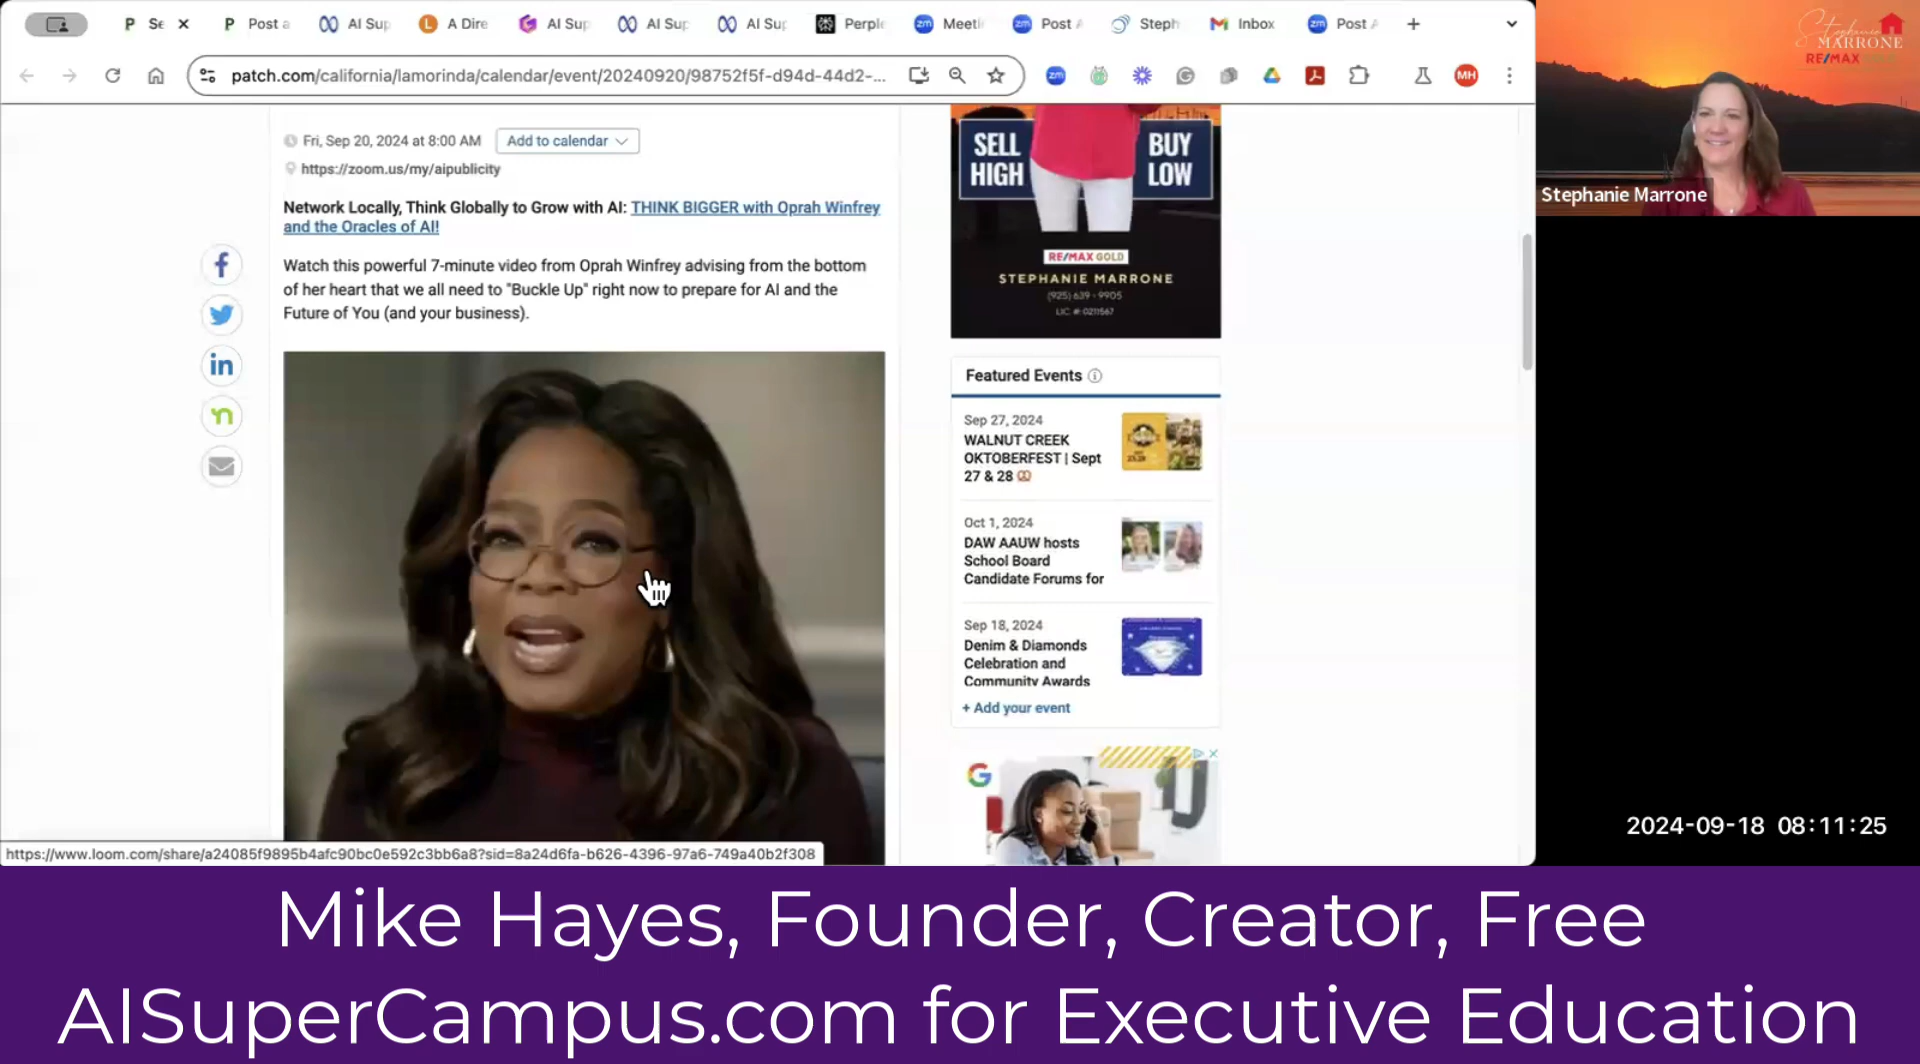 Se
Post a
AI Sup
A Dire
AI Sup
AI Sup
AI Sup
Perple
Meeti
Post A
Steph
Inbox
Post A
patch.com/california/lamorinda/calendar/event/20240920/98752f5f-d94d-44d2-...
MH
Fri, Sep 20, 2024 at 8:00 AM
Add to calendar
https://zoom.us/my/aipublicity
Network Locally, Think Globally to Grow with AI: THINK BIGGER with Oprah Winfrey
and the Oracles of AI!
Watch this powerful 7-minute video from Oprah Winfrey advising from the bottom
of her heart that we all need to "Buckle Up" right now to prepare for AI and the
Future of You (and your business).
SELL
HIGH
BUY
LOW
RE/MAX GOLD
STEPHANIE MARRONE
(925) 639 - 9905
LIC #: 0211567
Featured Events
Sep 27, 2024
WALNUT CREEK
OKTOBERFEST | Sept
27 & 28
Oct 1, 2024
DAW AAUW hosts
School Board
Candidate Forums for
Sep 18, 2024
Denim & Diamonds
Celebration and
Community Awards
+ Add your event
https://www.loom.com/share/a24085f9895b4afc90bc0e592c3bb6a8?sid=8a24d6fa-b626-4396-97a6-749a40b2f308
Stephanie
MARRONE
RE/MAX GOLD
Stephanie Marrone
2024-09-18 08:11:25
Mike Hayes, Founder, Creator, Free
AISuperCampus.com for Executive Education